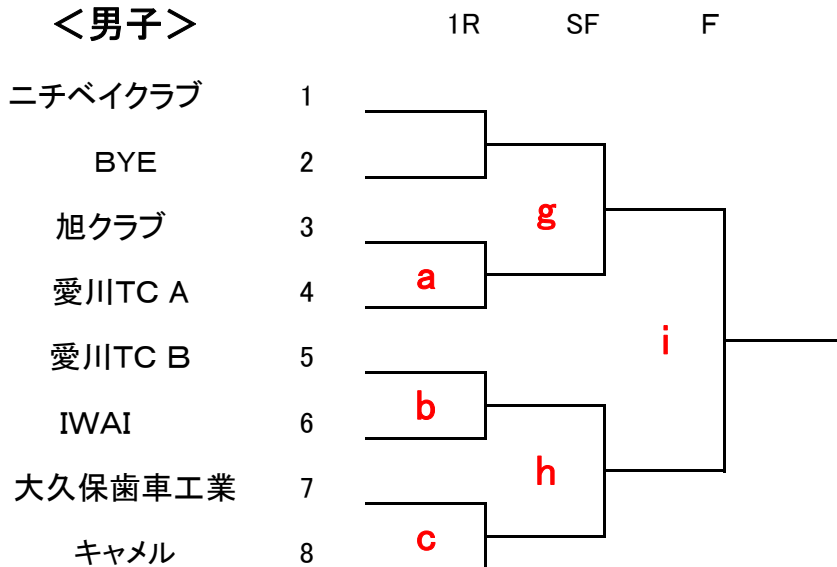 ＜男子＞ 1R SF F
ニチベイクラブ 1
BYE 2
g
旭クラブ 3
a
愛川TC A 4
i
愛川TC B 5
b
IWAI 6
h
大久保歯車工業 7
c
キャメル 8